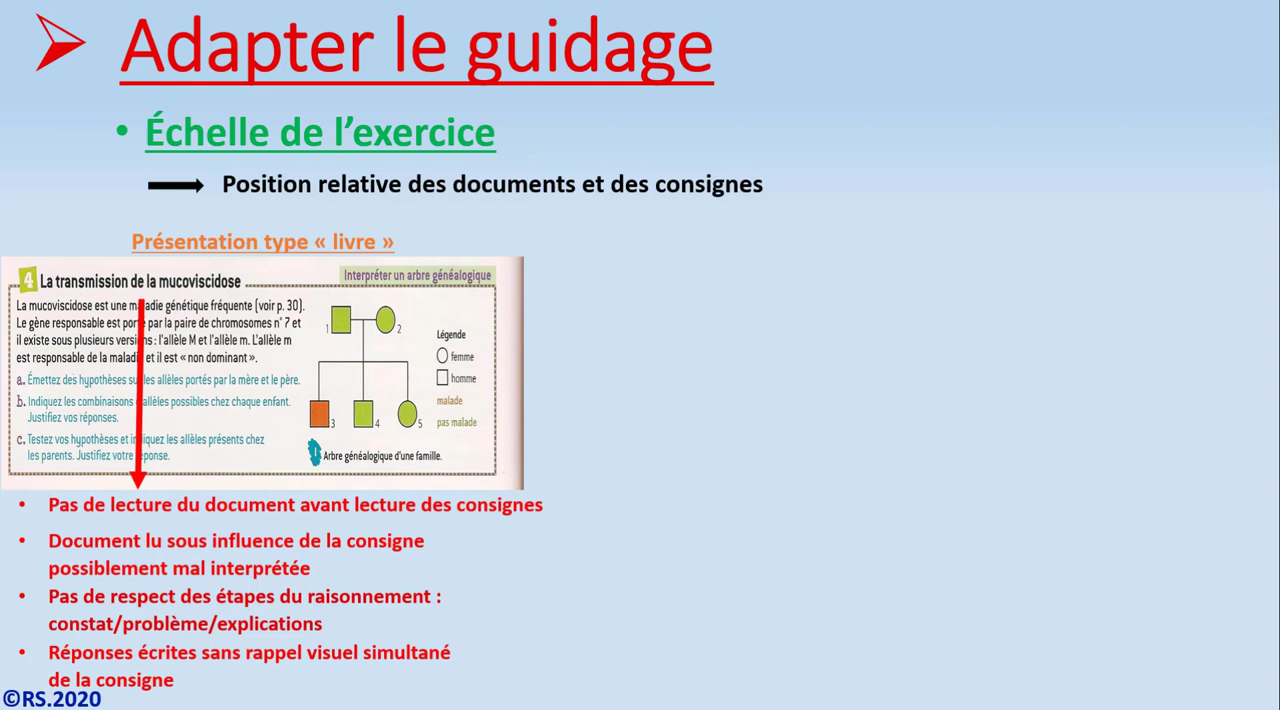 Adapter le guidage
• Échelle de l'exercice
Position relative des documents et des consignes
Présentation type « livre »
4 La transmission de la mucoviscidose
Interpréter un arbre généalogique
La mucoviscidose est une maladie génétique fréquente (voir p. 30).
Le gène responsable est porté par la paire de chromosomes n° 7 et
il existe sous plusieurs versions : l'allèle M et l'allèle m. L'allèle m
est responsable de la maladie et il est « non dominant ».
a. Émettez des hypothèses sur les allèles portés par la mère et le père.
b. Indiquez les combinaisons d'allèles possibles chez chaque enfant.
Justifiez vos réponses.
c. Testez vos hypothèses et indiquez les allèles présents chez
les parents. Justifiez votre réponse.
1 2
3 4 5
Légende
femme
homme
malade
pas malade
1 Arbre généalogique d'une famille.
• Pas de lecture du document avant lecture des consignes
• Document lu sous influence de la consigne
possiblement mal interprétée
• Pas de respect des étapes du raisonnement :
constat/problème/explications
• Réponses écrites sans rappel visuel simultané
de la consigne
©RS.2020